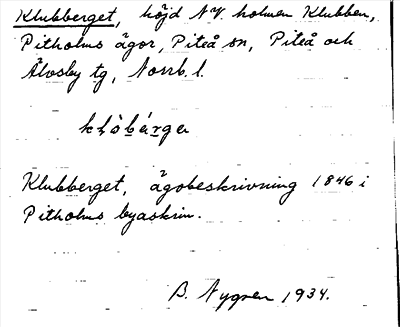 Klubberget, höjd NV. holmen Klubben,
Pitholms ägor, Piteå sn, Piteå och
Älvsby tg, Norrb. l.
Klubberget, ägobeskrivning 1846 i
Pitholms byaskrin.
B. Nygren 1934.